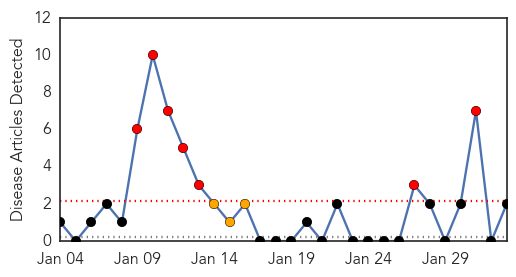 Disease Articles Detected
12
10
8
6
4
2
0
Jan 04
Jan 09
Jan 14
Jan 19
Jan 24
Jan 29